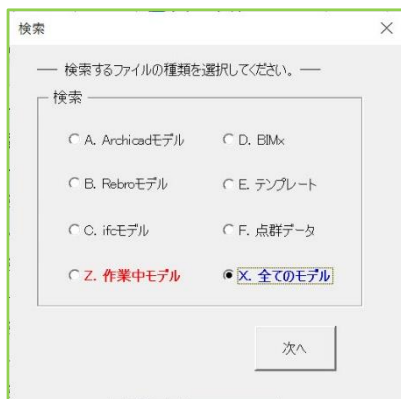 検索
検索するファイルの種類を選択してください。
検索
A. Archicadモデル
D. BIMx
B. Rebroモデル
E. テンプレート
C. ifcモデル
F. 点群データ
Z. 作業中モデル
X. 全てのモデル
次へ